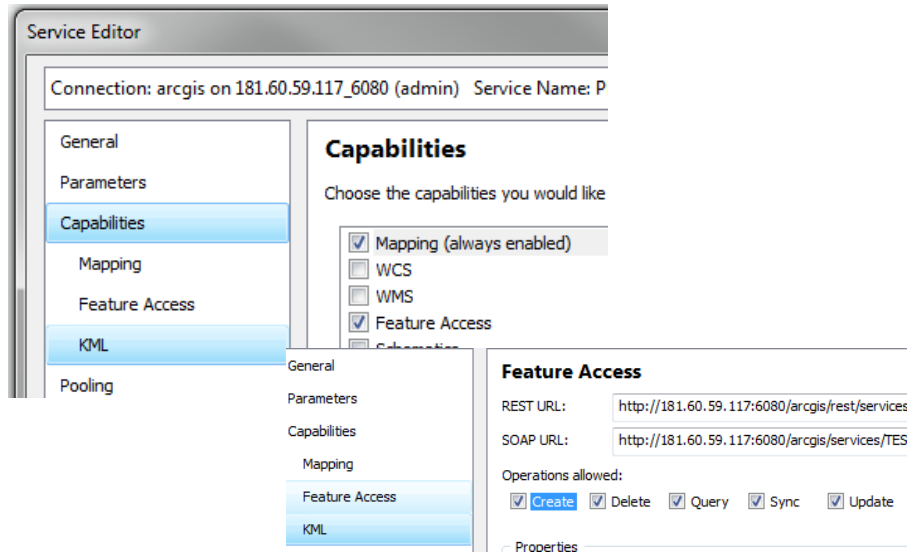 Service Editor
Connection: arcgis on 181.60.59.117_6080 (admin) Service Name: P
General
Parameters
Capabilities
Mapping
Feature Access
KML
Pooling
Capabilities
Choose the capabilities you would like
Mapping (always enabled)
WCS
WMS
Feature Access
Schematics
General
Parameters
Capabilities
Mapping
Feature Access
KML
Feature Access
REST URL: http://181.60.59.117:6080/arcgis/rest/services
SOAP URL: http://181.60.59.117:6080/arcgis/services/TES
Operations allowed:
Create Delete Query Sync Update
Properties